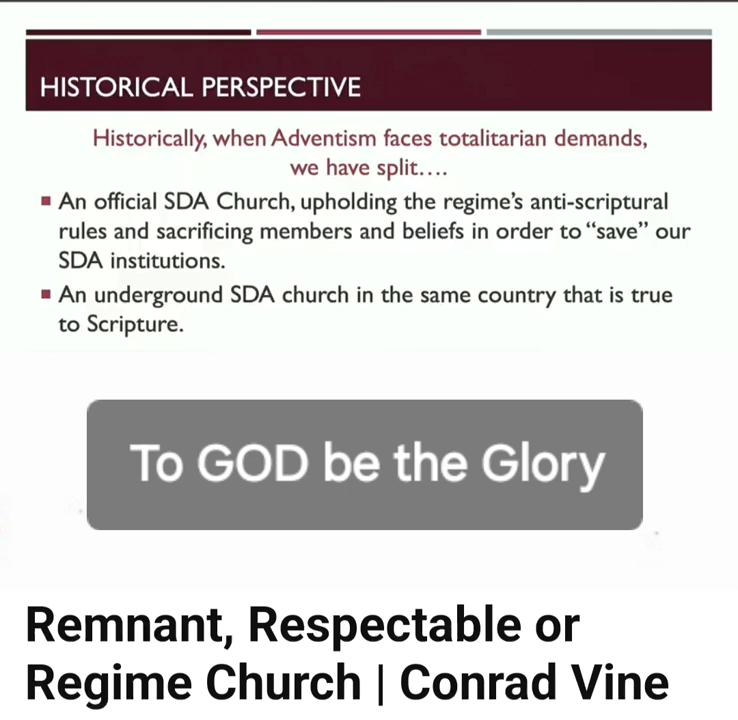 HISTORICAL PERSPECTIVE
Historically, when Adventism faces totalitarian demands,
we have split....
▪ An official SDA Church, upholding the regime's anti-scriptural
rules and sacrificing members and beliefs in order to “save” our
SDA institutions.
▪ An underground SDA church in the same country that is true
to Scripture.
To GOD be the Glory
Remnant, Respectable or
Regime Church | Conrad Vine